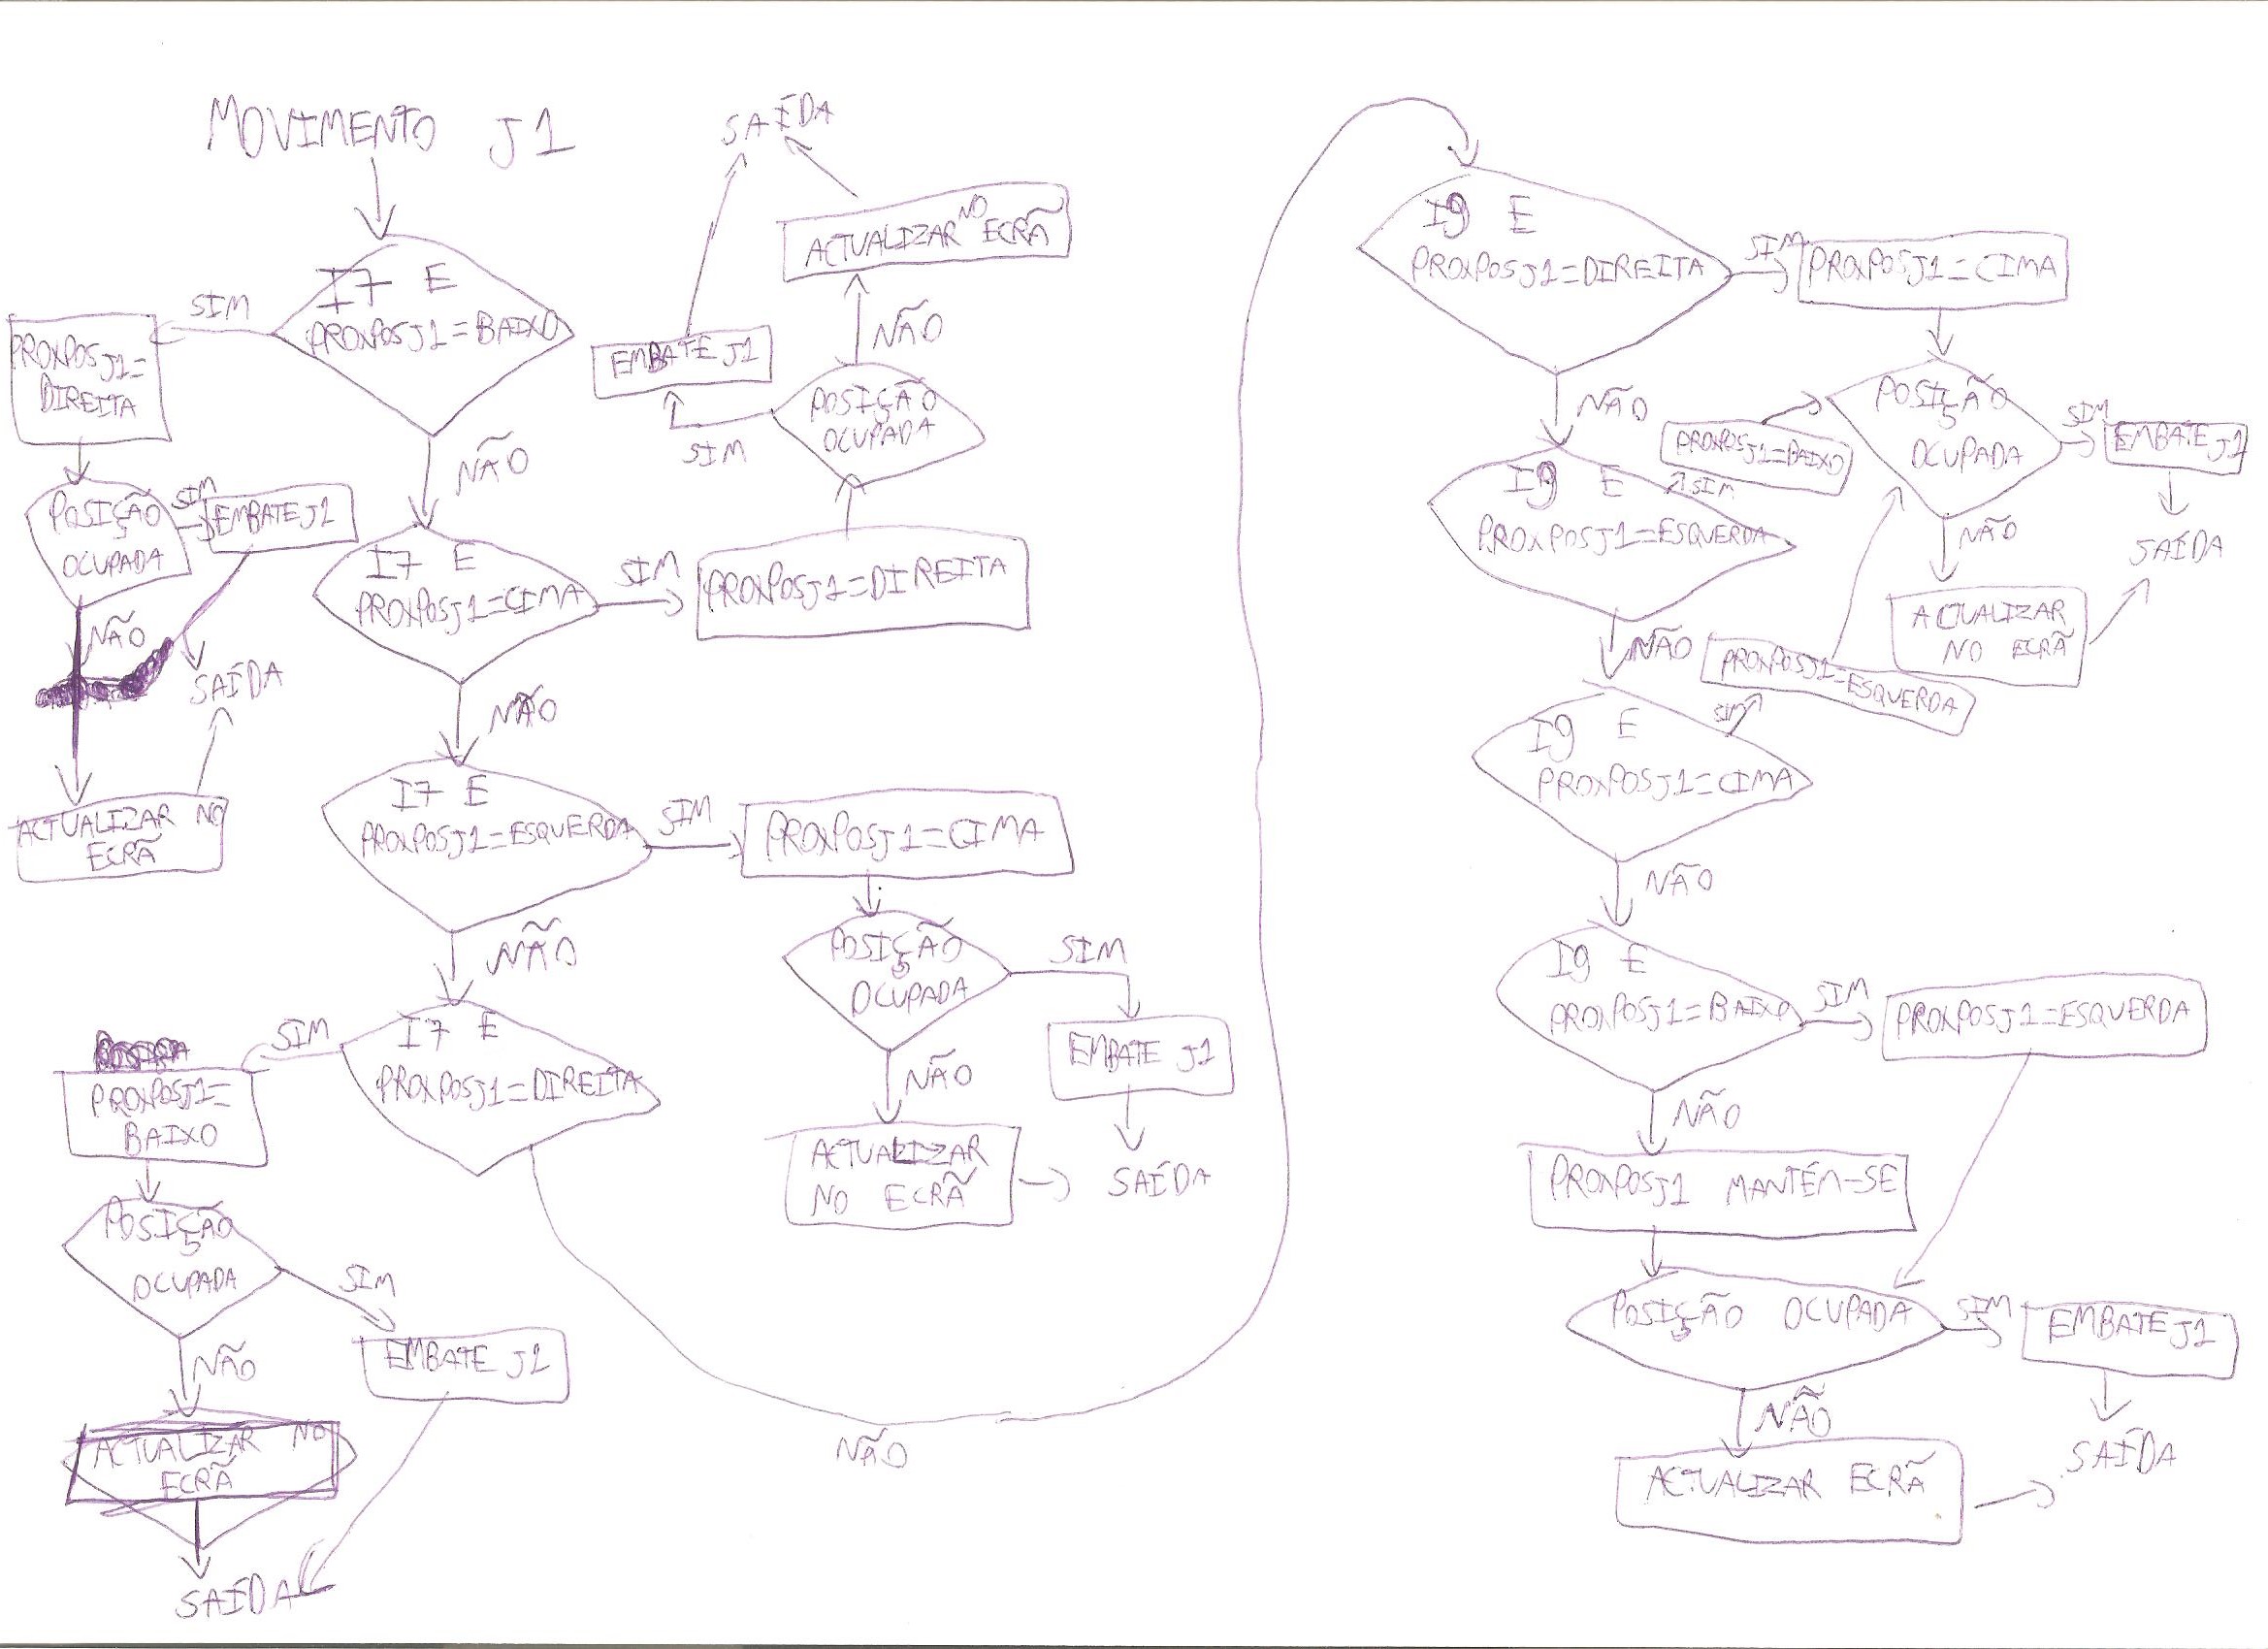 MOVIMENTO J1
I7 E
PROXPOSJ1=BAIXO
SIM
PROXPOSJ1=
DIREITA
POSIÇÃO
OCUPADA
SIM
EMBATE J1
NÃO
SAÍDA
ACTUALIZAR NO
ECRÃ
NÃO
I7 E
PROXPOSJ1=CIMA
SIM
PROXPOSJ1=DIREITA
POSIÇÃO
OCUPADA
SIM
EMBATE J1
NÃO
ACTUALIZAR NO ECRÃ
SAÍDA
NÃO
I7 E
PROXPOSJ1=ESQUERDA
SIM
PROXPOSJ1=CIMA
POSIÇÃO
OCUPADA
SIM
EMBATE J1
NÃO
ACTUALIZAR
NO ECRÃ
SAÍDA
NÃO
I7 E
PROXPOSJ1=DIREITA
SIM
PROXPOSJ1=
BAIXO
POSIÇÃO
OCUPADA
SIM
EMBATE J1
NÃO
ACTUALIZAR NO
ECRÃ
SAÍDA
NÃO
I9 E
PROXPOSJ1=DIREITA
SIM
PROXPOSJ1=CIMA
POSIÇÃO
OCUPADA
SIM
EMBATE J1
SAÍDA
NÃO
ACTUALIZAR
NO ECRÃ
NÃO
I9 E
PROXPOSJ1=ESQUERDA
SIM
PROXPOSJ1=BAIXO
NÃO
I9 E
PROXPOSJ1=CIMA
SIM
PROXPOSJ1=ESQUERDA
NÃO
I9 E
PROXPOSJ1=BAIXO
SIM
PROXPOSJ1=ESQUERDA
NÃO
PROXPOSJ1 MANTÉM-SE
POSIÇÃO OCUPADA
SIM
EMBATE J1
SAÍDA
NÃO
ACTUALIZAR ECRÃ